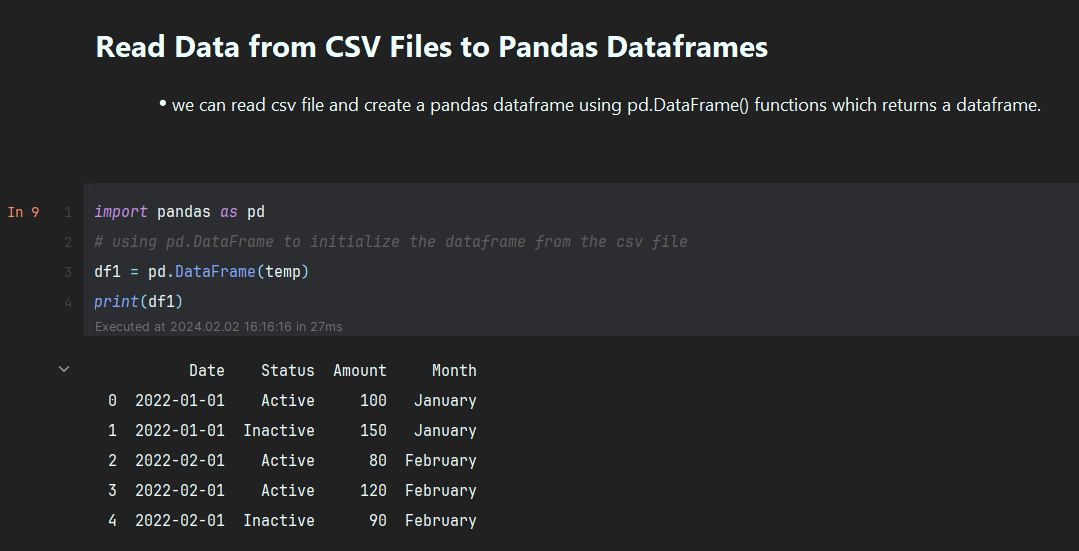 Read Data from CSV Files to Pandas Dataframes
• we can read csv file and create a pandas dataframe using pd.DataFrame() functions which returns a dataframe.
In 9 1 import pandas as pd
2 # using pd.DataFrame to initialize the dataframe from the csv file
3 df1 = pd.DataFrame(temp)
4 print(df1)
Executed at 2024.02.02 16:16:16 in 27ms
Date Status Amount Month
0 2022-01-01 Active 100 January
1 2022-01-01 Inactive 150 January
2 2022-02-01 Active 80 February
3 2022-02-01 Active 120 February
4 2022-02-01 Inactive 90 February